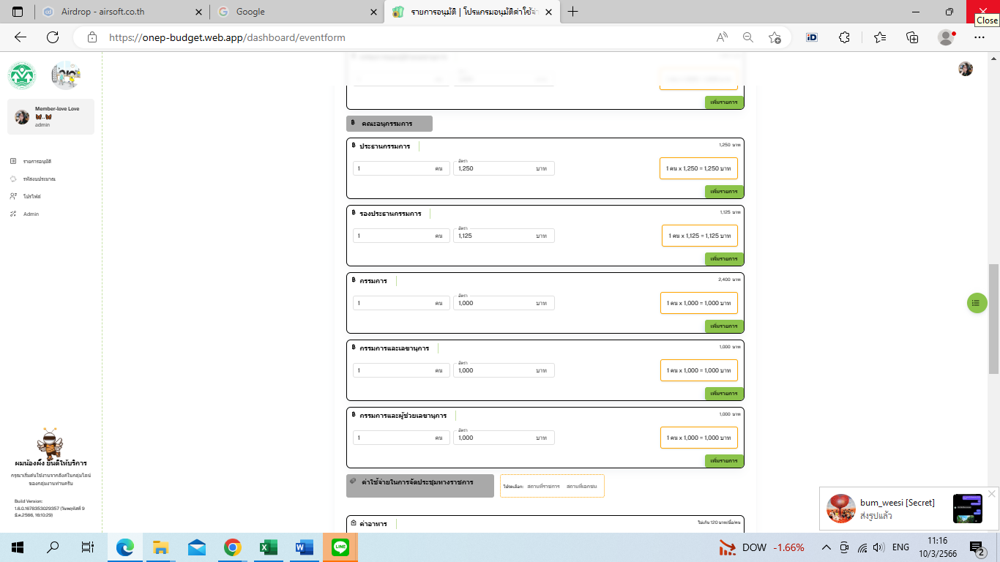 Airdrop - airsoft.co.th
Google
รายการอนุมัติ | โปรแกรมอนุมัติค่าใช้จ่า
Close
https://onep-budget.web.app/dashboard/eventform
Member-love Love
admin
รายการอนุมัติ
รหัสงบประมาณ
โปรไฟล์
Admin
ผมน้องผึ้ง ยินดีให้บริการ
กรุณาเริ่มต้นใช้งานจากลิงค์ในกลุ่มไลน์
ของกลุ่มงานท่านครับ
Build Version:
1.6.0.1678353029357 (วันพฤหัสที่ 9
มี.ค.2566, 16:10:29)
เพิ่มรายการ
คณะอนุกรรมการ
ประธานกรรมการ
1,250 บาท
1 คน
อัตรา
1,250 บาท
1 คน x 1,250 = 1,250 บาท
เพิ่มรายการ
รองประธานกรรมการ
1,125 บาท
1 คน
อัตรา
1,125 บาท
1 คน x 1,125 = 1,125 บาท
เพิ่มรายการ
กรรมการ
2,400 บาท
1 คน
อัตรา
1,000 บาท
1 คน x 1,000 = 1,000 บาท
เพิ่มรายการ
กรรมการและเลขานุการ
1,000 บาท
1 คน
อัตรา
1,000 บาท
1 คน x 1,000 = 1,000 บาท
เพิ่มรายการ
กรรมการและผู้ช่วยเลขานุการ
1,000 บาท
1 คน
อัตรา
1,000 บาท
1 คน x 1,000 = 1,000 บาท
เพิ่มรายการ
ค่าใช้จ่ายในการจัดประชุมทางราชการ
โปรดเลือก: สถานที่ราชการ สถานที่เอกชน
ค่าอาหาร
ไม่เกิน 120 บาท/มื้อ/คน
bum_weesi [Secret]
ส่งรูปแล้ว
DOW -1.66%
ENG
11:16
10/3/2566
2